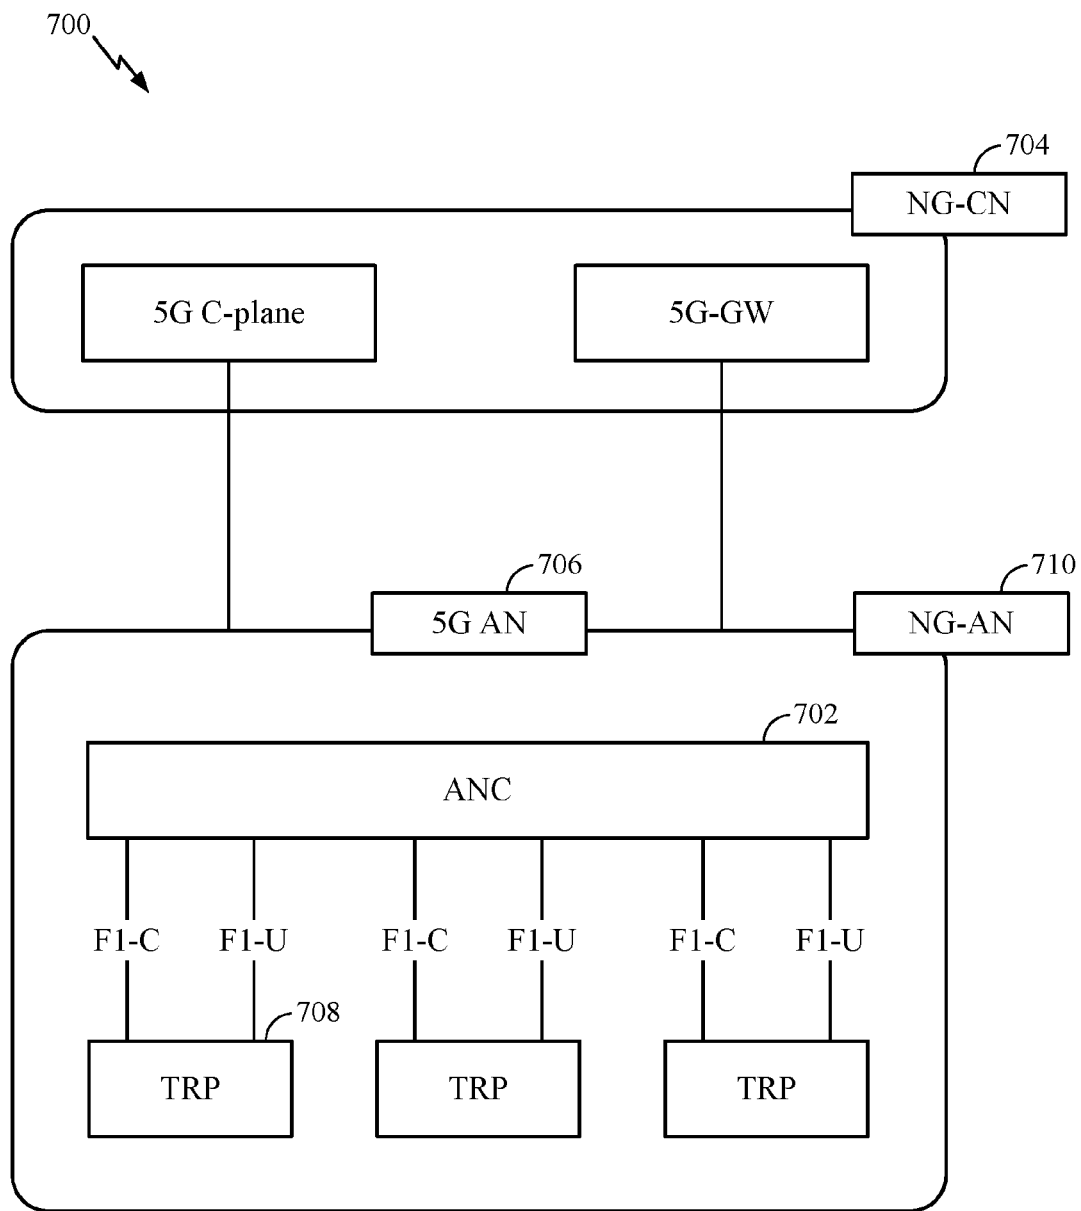 700
704
NG-CN
5G C-plane
5G-GW
706
710
5G AN
NG-AN
702
ANC
F1-C
F1-U
F1-C
F1-U
F1-C
F1-U
708
TRP
TRP
TRP